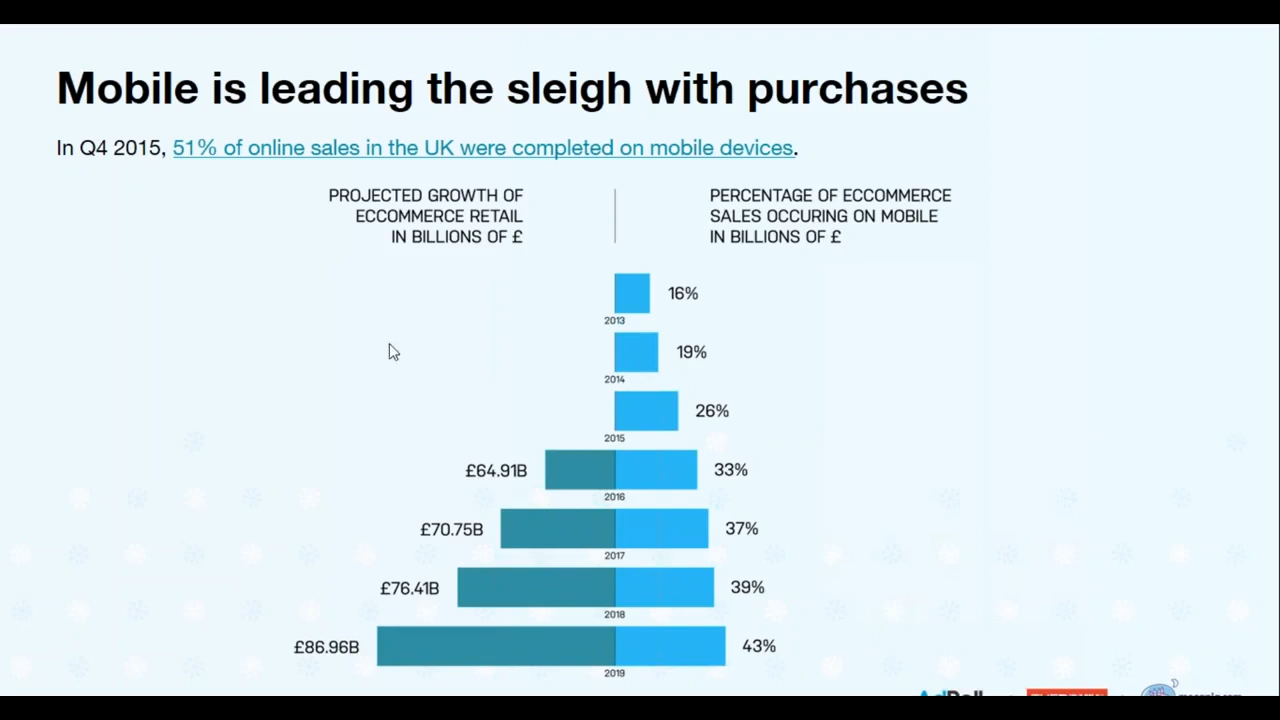 Mobile is leading the sleigh with purchases
In Q4 2015, 51% of online sales in the UK were completed on mobile devices.
PROJECTED GROWTH OF
ECCOMMERCE RETAIL
IN BILLIONS OF £
PERCENTAGE OF ECCOMMERCE
SALES OCCURING ON MOBILE
IN BILLIONS OF £
16%
2013
19%
2014
26%
2015
£64.91B 33%
2016
£70.75B 37%
2017
£76.41B 39%
2018
£86.96B 43%
2019